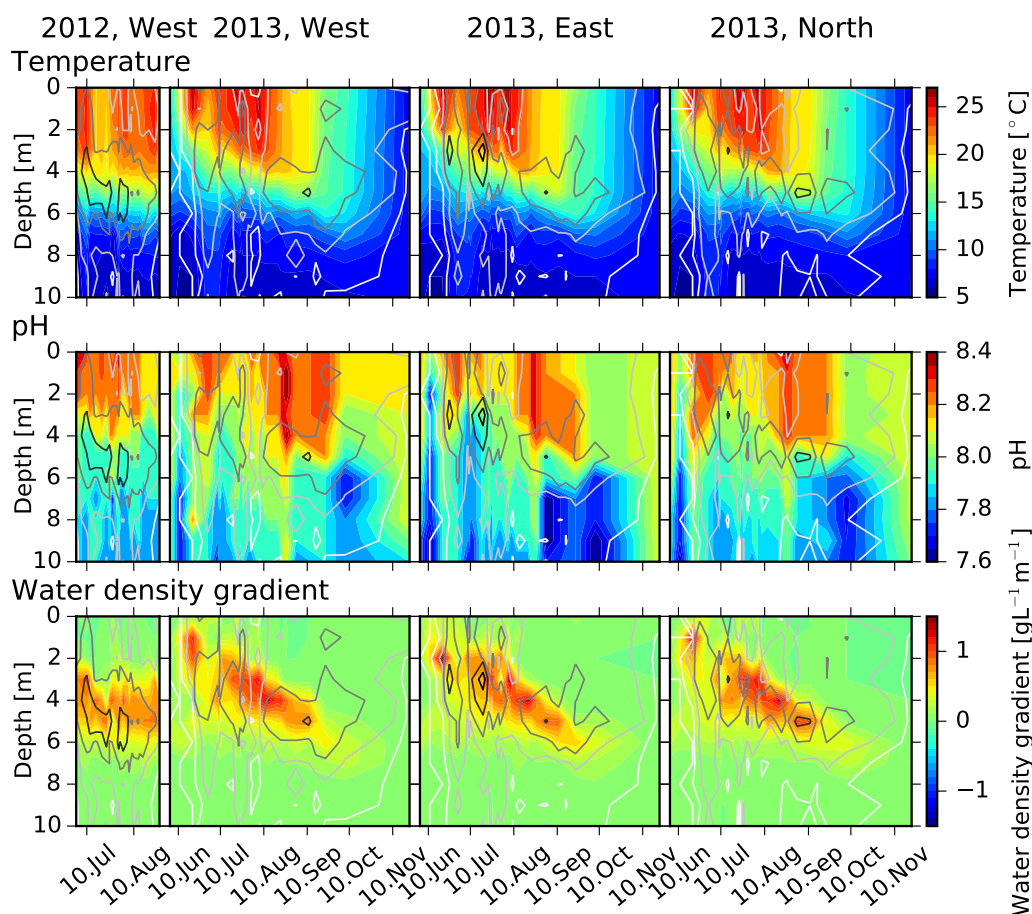 2012, West 2013, West 2013, East 2013, North
Temperature
0
2
4
6
8
10
Depth [m]
25
20
15
10
5
Temperature [°C]
pH
0
2
4
6
8
10
Depth [m]
8.4
8.2
8.0
7.8
7.6
pH
Water density gradient
0
2
4
6
8
10
Depth [m]
1
0
−1
Water density gradient [gl⁻¹m⁻¹]
10.Jul 10.Aug 10.Jun 10.Jul 10.Aug 10.Sep 10.Oct 10.Nov 10.Jun 10.Jul 10.Aug 10.Sep 10.Oct 10.Nov 10.Jun 10.Jul 10.Aug 10.Sep 10.Oct 10.Nov